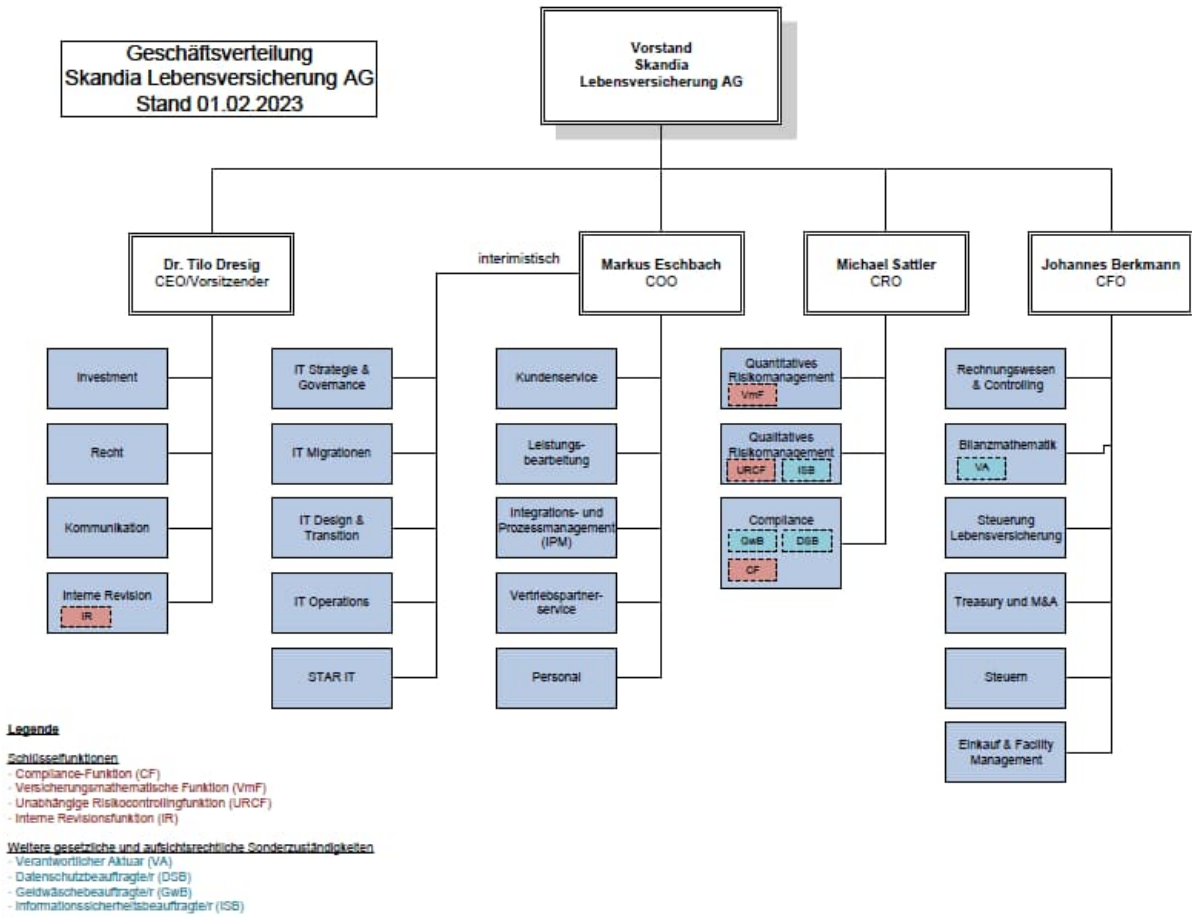 Geschäftsverteilung
Skandia Lebensversicherung AG
Stand 01.02.2023
Vorstand
Skandia
Lebensversicherung AG
Dr. Tilo Dresig
CEO/Vorsitzender
interimistisch
Markus Eschbach
COO
Michael Sattler
CRO
Johannes Berkmann
CFO
Investment
Recht
Kommunikation
Interne Revision
IR
IT Strategie &
Governance
IT Migrationen
IT Design &
Transition
IT Operations
STAR IT
Kundenservice
Leistungs-
bearbeitung
Integrations- und
Prozessmanagement
(IPM)
Vertriebspartner-
service
Personal
Quantitatives
Risikomanagement
VmF
Qualitatives
Risikomanagement
URCF
ISB
Compliance
GwB
DSB
CF
Rechnungswesen
& Controlling
Bilanzmathematik
VA
Steuerung
Lebensversicherung
Treasury und M&A
Steuern
Einkauf & Facility
Management
Legende
Schlüsselfunktionen
- Compliance-Funktion (CF)
- Versicherungsmathematische Funktion (VmF)
- Unabhängige Risikocontrollingfunktion (URCF)
- Interne Revisionsfunktion (IR)
Weitere gesetzliche und aufsichtsrechtliche Sonderzuständigkeiten
- Verantwortlicher Aktuar (VA)
- Datenschutzbeauftragte/r (DSB)
- Geldwäschebeauftragte/r (GwB)
- Informationssicherheitsbeauftragte/r (ISB)